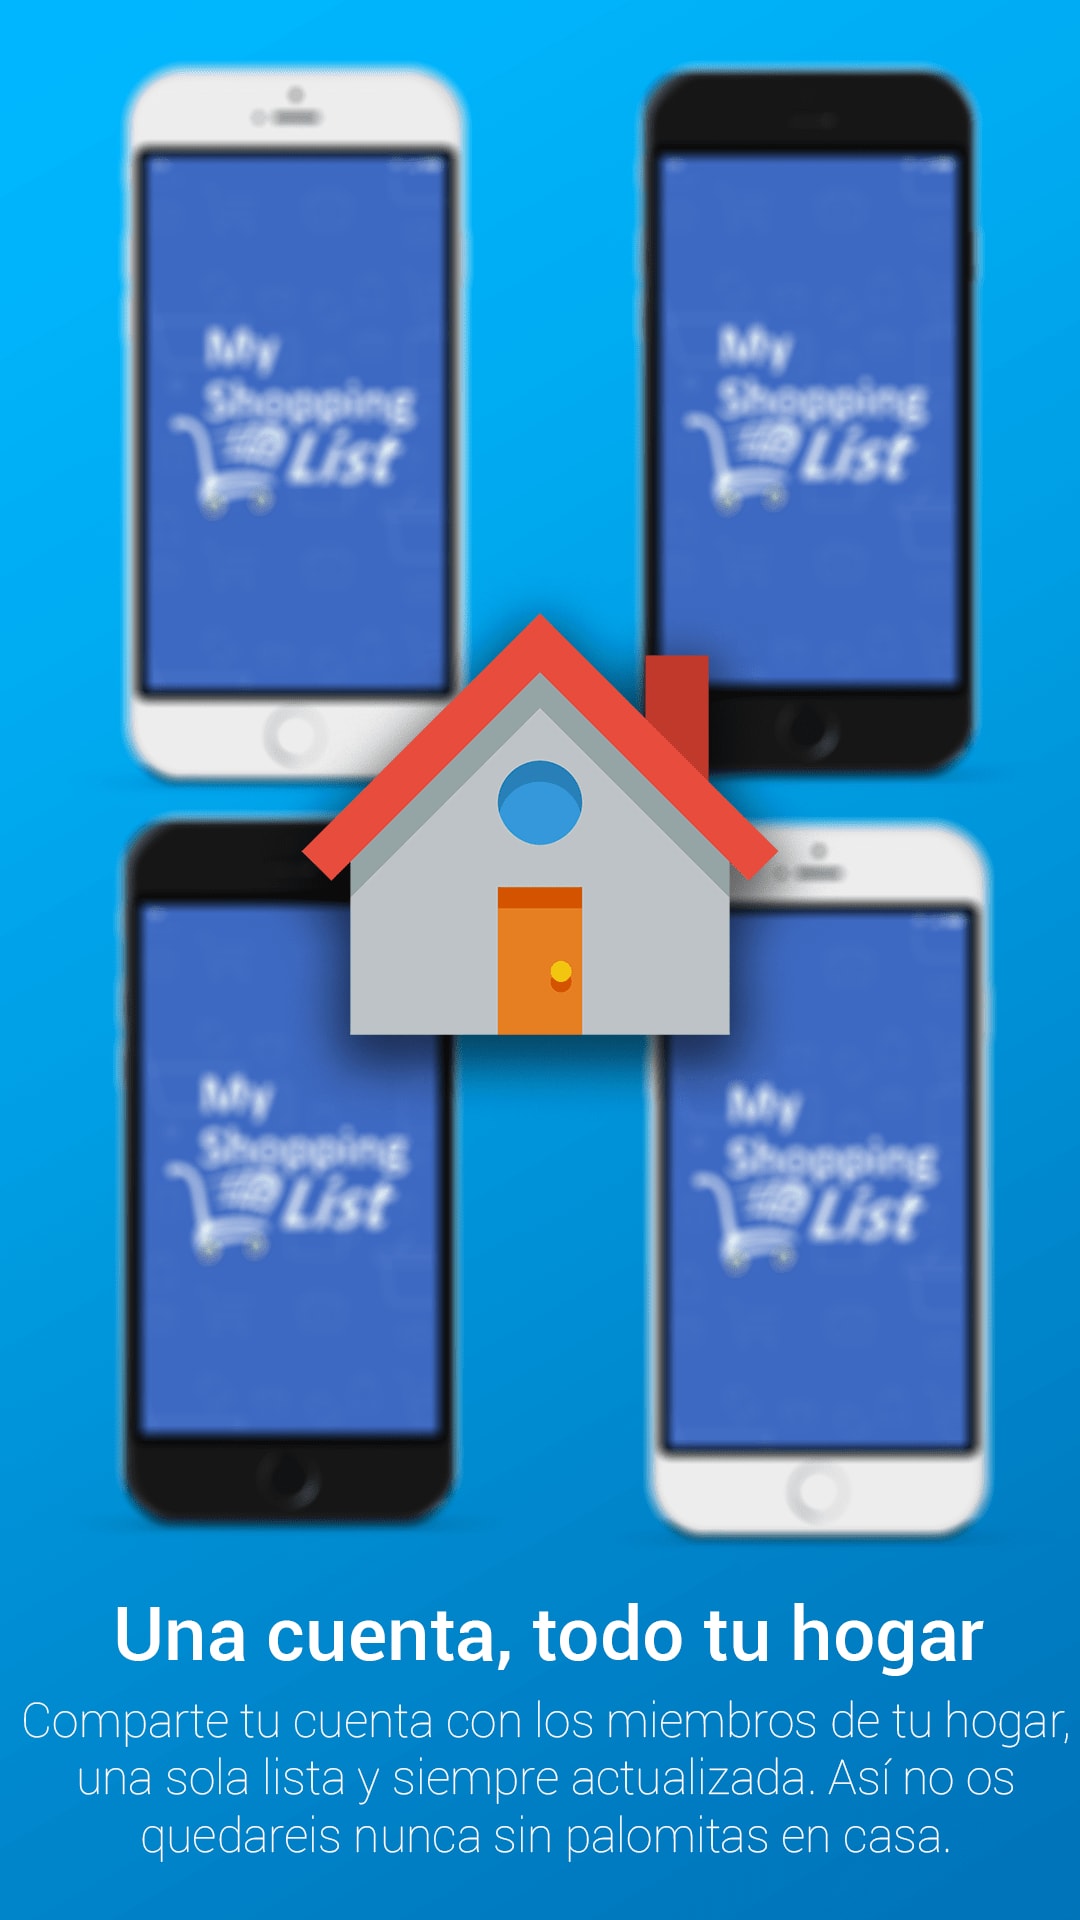 My
Shopping
List
My
Shopping
List
My
Shopping
List
My
Shopping
List
Una cuenta, todo tu hogar
Comparte tu cuenta con los miembros de tu hogar,
una sola lista y siempre actualizada. Así no os
quedareis nunca sin palomitas en casa.